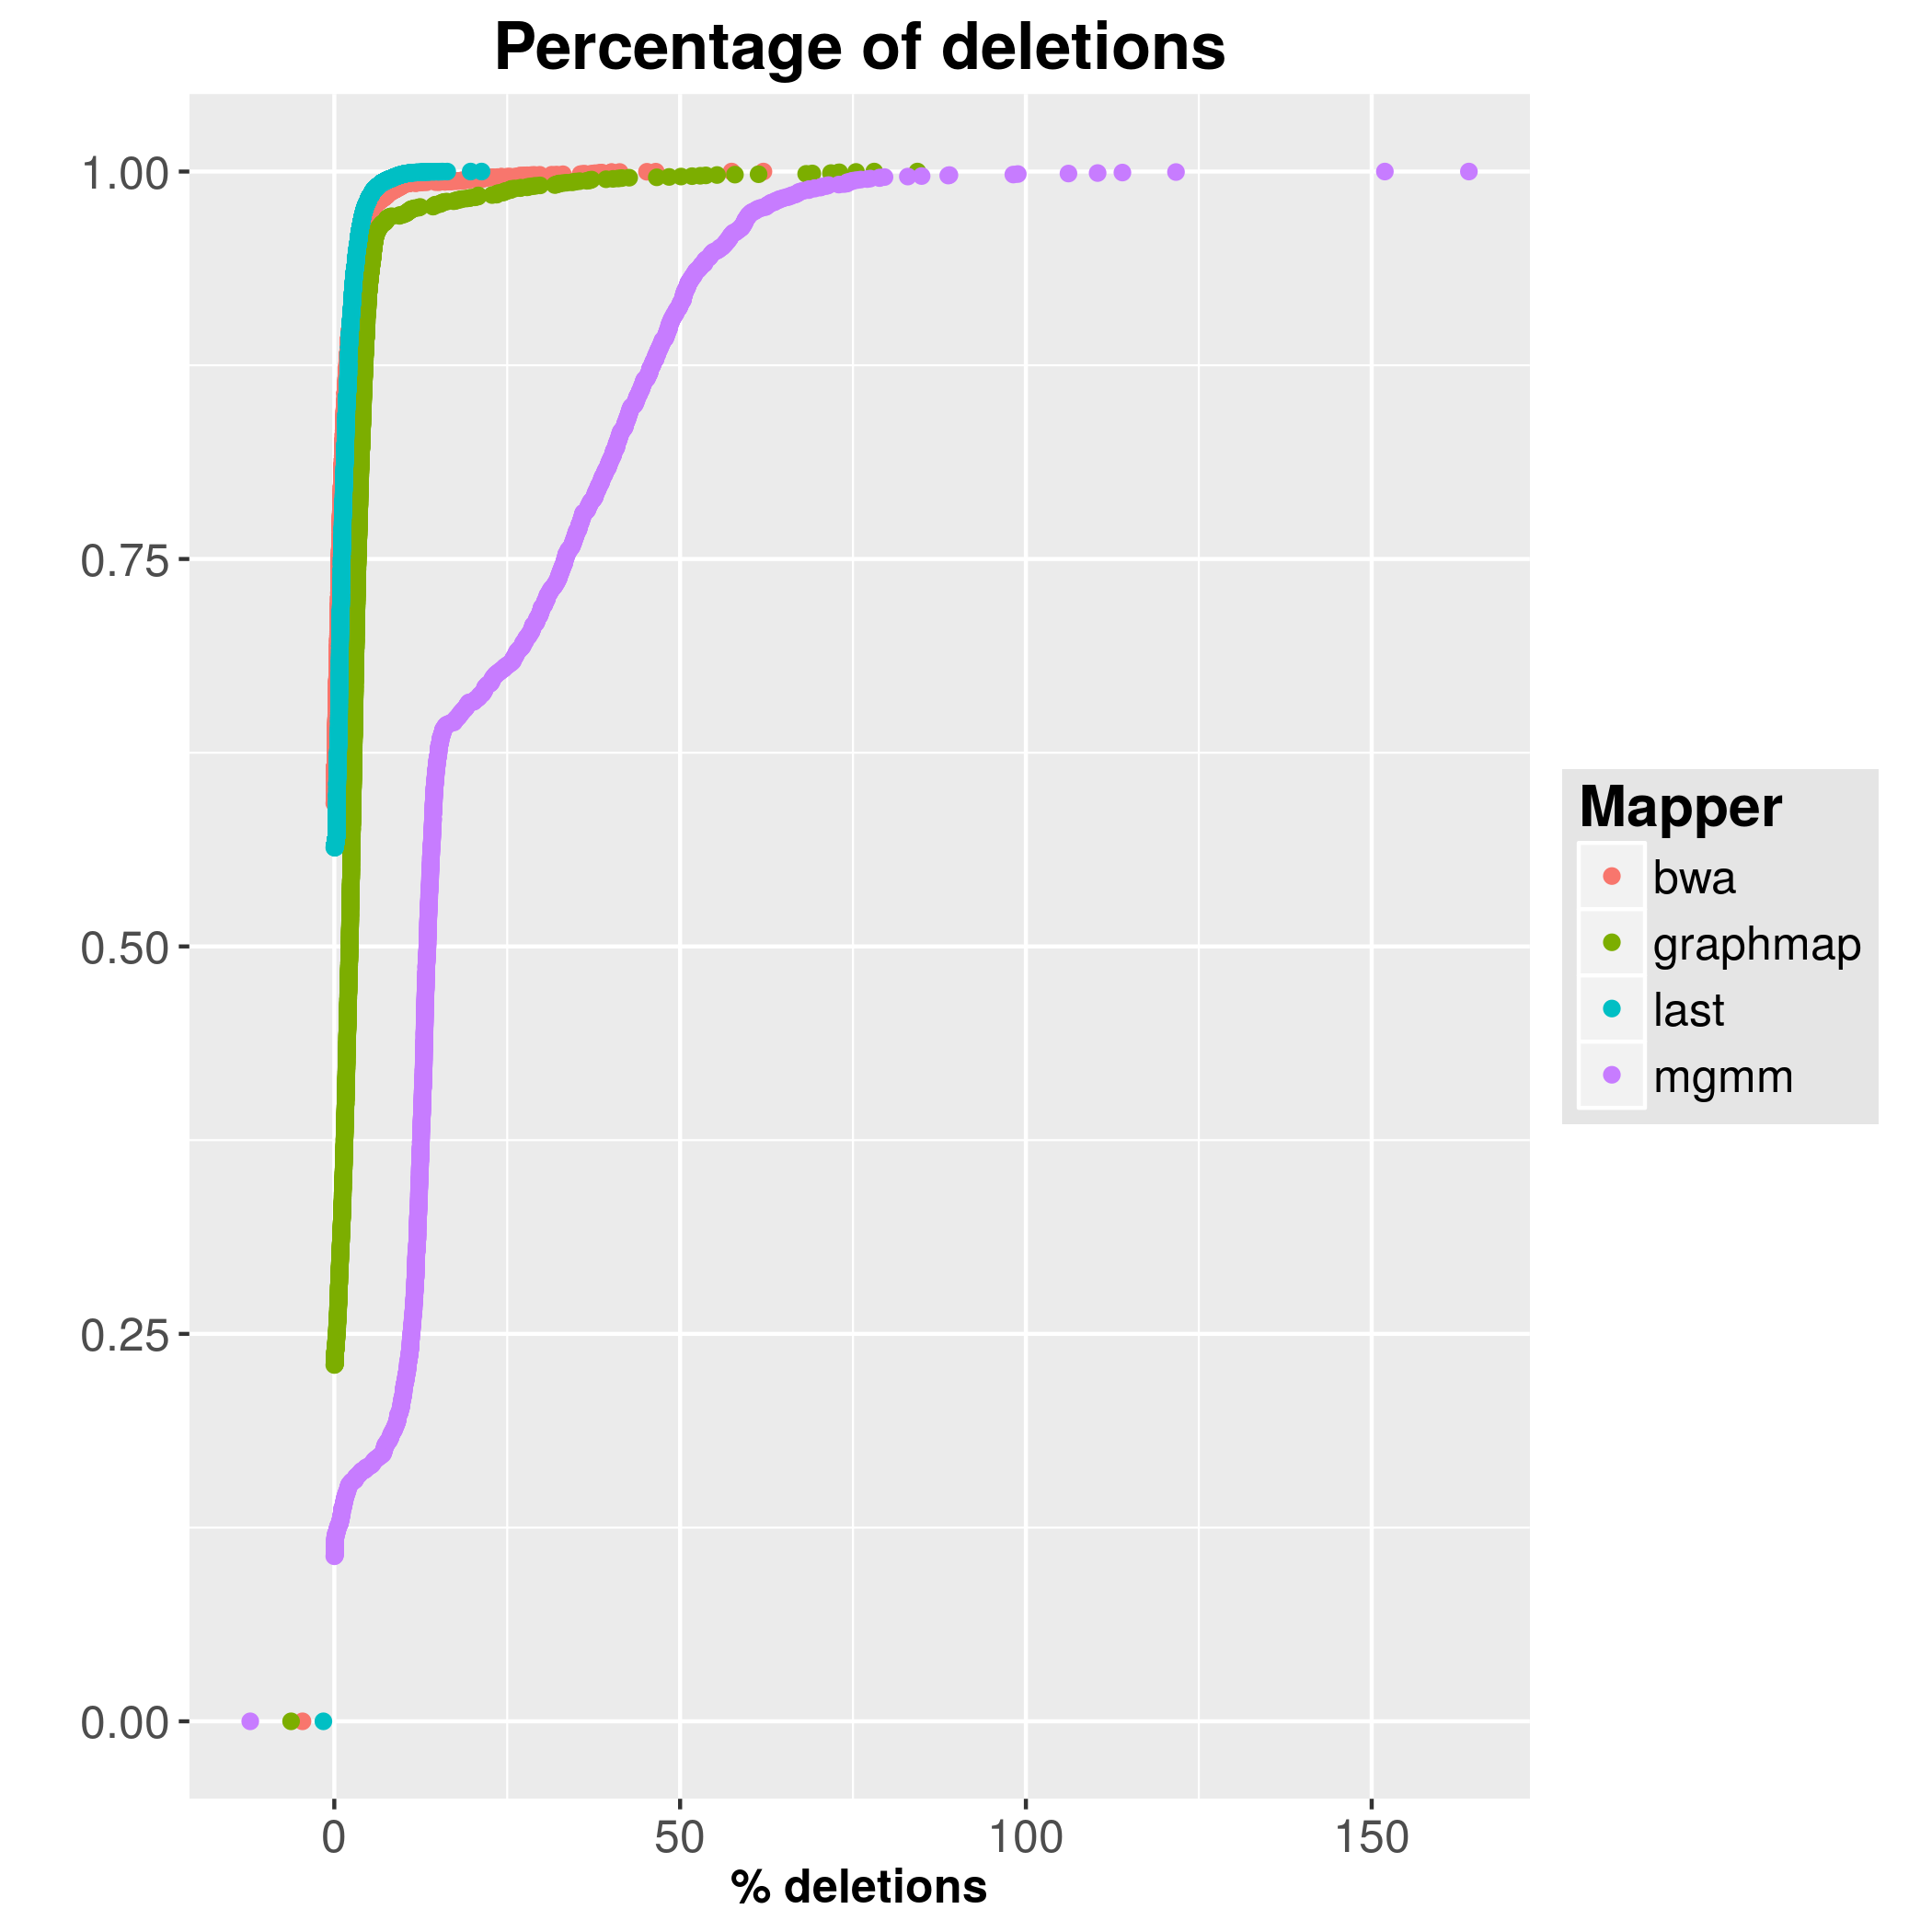 Percentage of deletions
1.00
0.75
0.50
0.25
0.00
0 50 100 150
% deletions
Mapper
bwa
graphmap
last
mgmm